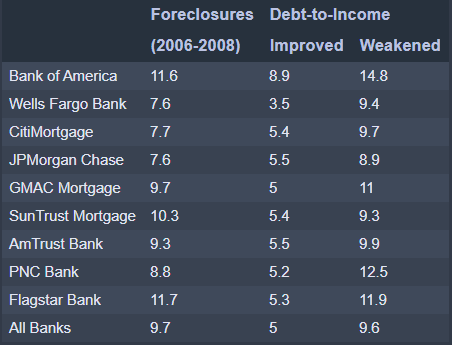 Foreclosures Debt-to-Income
(2006-2008) Improved Weakened
Bank of America 11.6 8.9 14.8
Wells Fargo Bank 7.6 3.5 9.4
CitiMortgage 7.7 5.4 9.7
JPMorgan Chase 7.6 5.5 8.9
GMAC Mortgage 9.7 5 11
SunTrust Mortgage 10.3 5.4 9.3
AmTrust Bank 9.3 5.5 9.9
PNC Bank 8.8 5.2 12.5
Flagstar Bank 11.7 5.3 11.9
All Banks 9.7 5 9.6